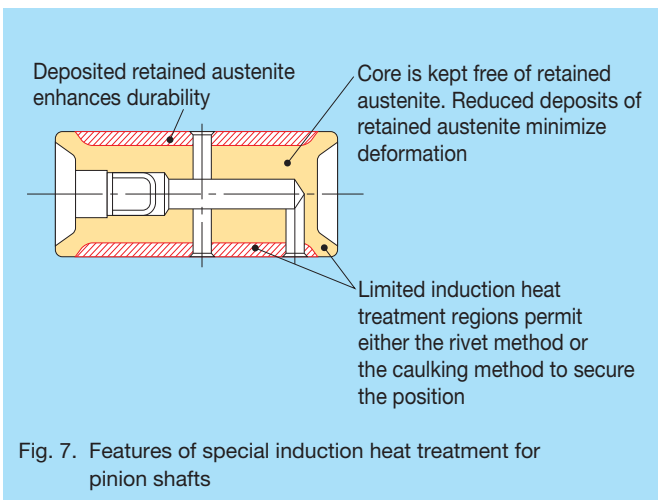 Deposited retained austenite
enhances durability
Core is kept free of retained
austenite. Reduced deposits of
retained austenite minimize
deformation
Limited induction heat
treatment regions permit
either the rivet method or
the caulking method to secure
the position
Fig. 7. Features of special induction heat treatment for
pinion shafts